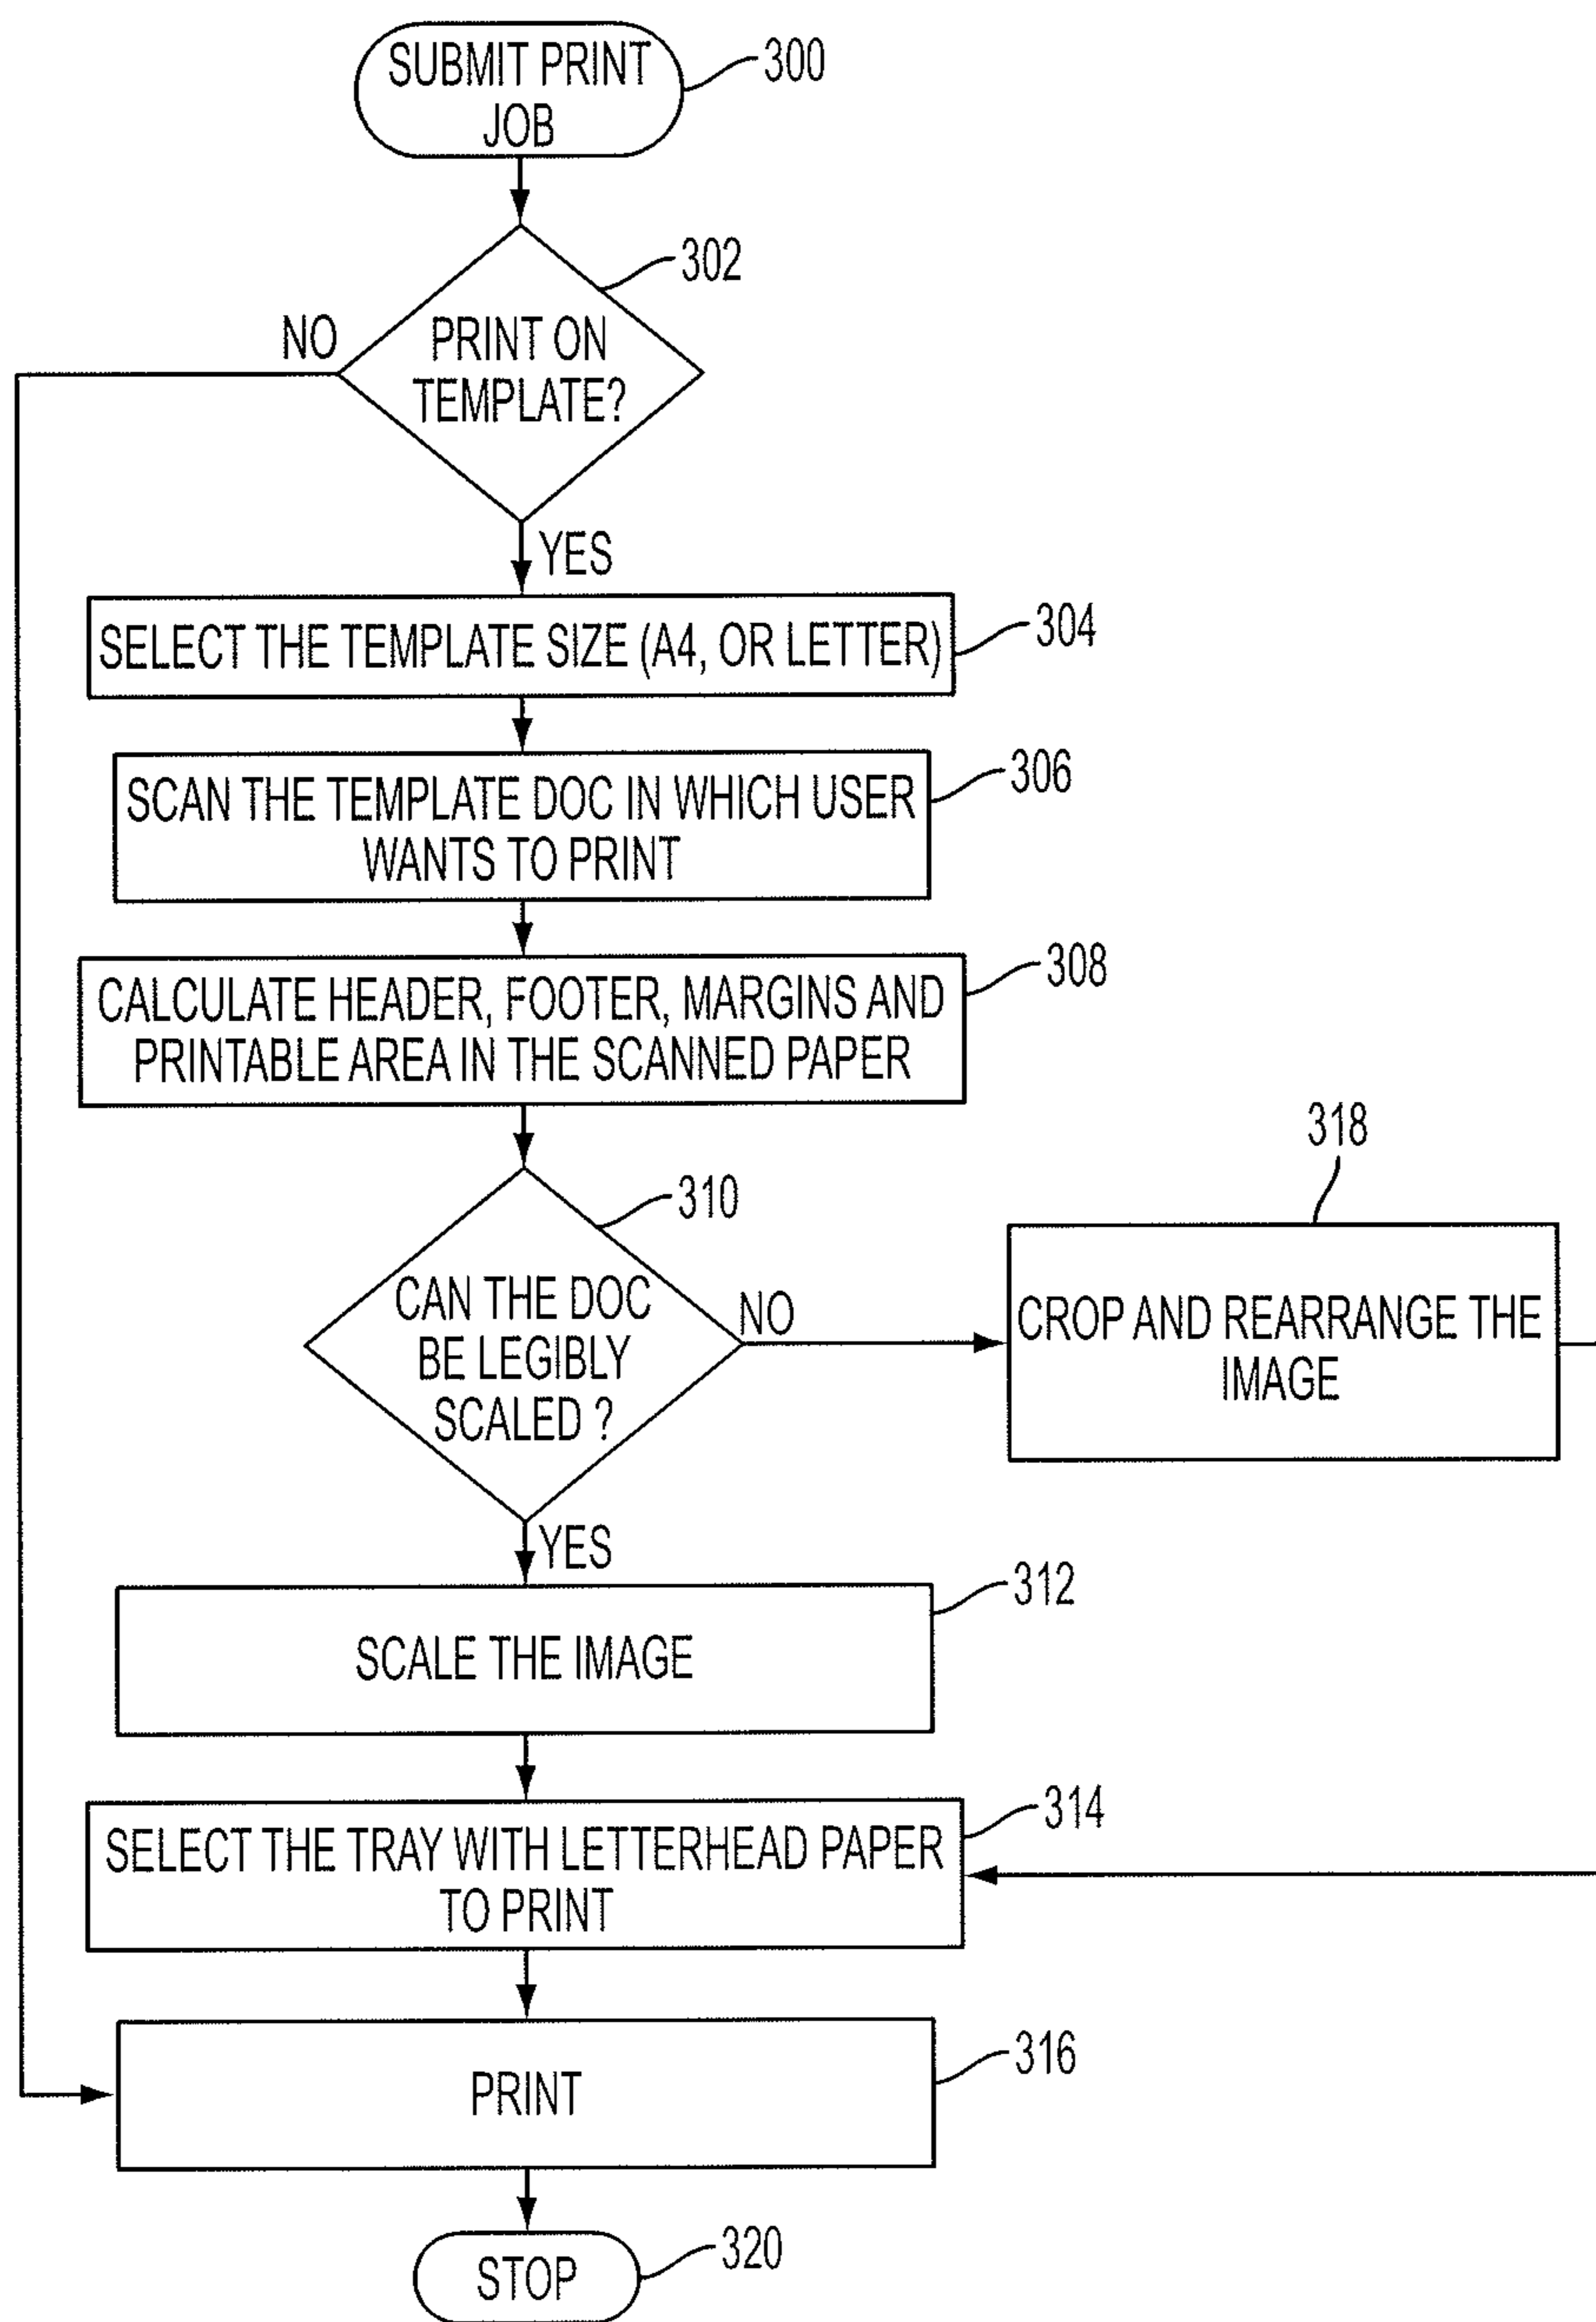 SUBMIT PRINT
JOB
300
302
PRINT ON
TEMPLATE?
NO
YES
SELECT THE TEMPLATE SIZE (A4, OR LETTER)
304
SCAN THE TEMPLATE DOC IN WHICH USER
WANTS TO PRINT
306
CALCULATE HEADER, FOOTER, MARGINS AND
PRINTABLE AREA IN THE SCANNED PAPER
308
310
CAN THE DOC
BE LEGIBLY
SCALED ?
NO
318
CROP AND REARRANGE THE
IMAGE
YES
312
SCALE THE IMAGE
314
SELECT THE TRAY WITH LETTERHEAD PAPER
TO PRINT
316
PRINT
STOP
320